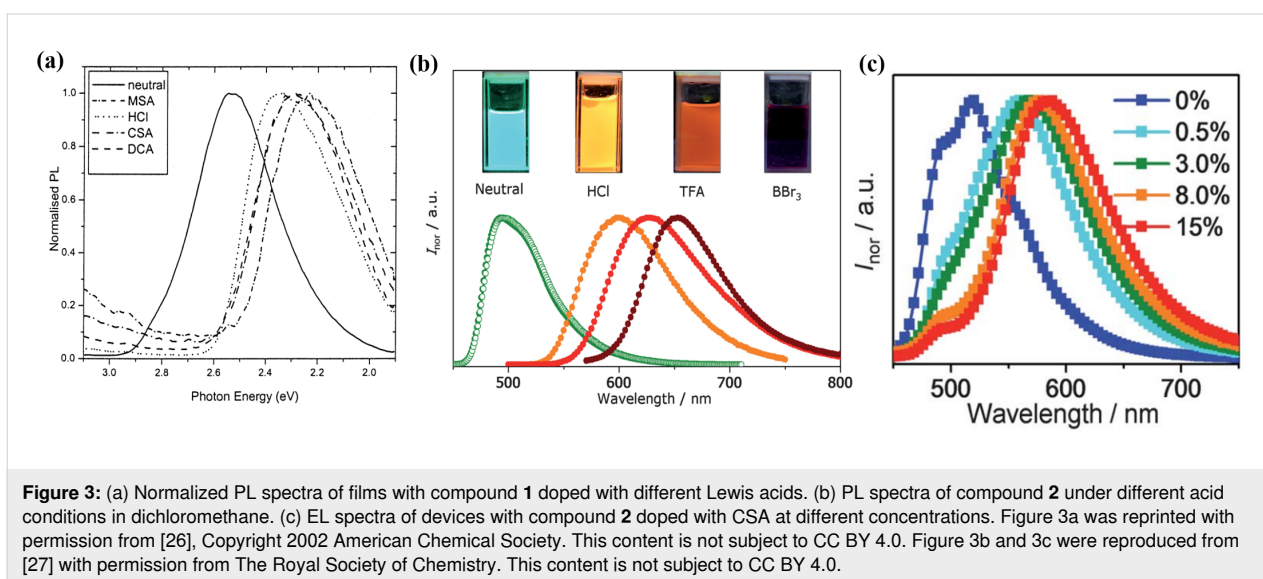 (a)
neutral
MSA
HCl
CSA
DCA
1.0
0.8
0.6
0.4
0.2
0.0
Normalised PL
3.0 2.8 2.6 2.4 2.2 2.0
Photon Energy (eV)
(b)
Neutral HCl TFA BBr3
Inor / a.u.
500 600 700 800
Wavelength / nm
(c)
0%
0.5%
3.0%
8.0%
15%
Inor / a.u.
500 600 700
Wavelength / nm
Figure 3: (a) Normalized PL spectra of films with compound 1 doped with different Lewis acids. (b) PL spectra of compound 2 under different acid
conditions in dichloromethane. (c) EL spectra of devices with compound 2 doped with CSA at different concentrations. Figure 3a was reprinted with
permission from [26], Copyright 2002 American Chemical Society. This content is not subject to CC BY 4.0. Figure 3b and 3c were reproduced from
[27] with permission from The Royal Society of Chemistry. This content is not subject to CC BY 4.0.